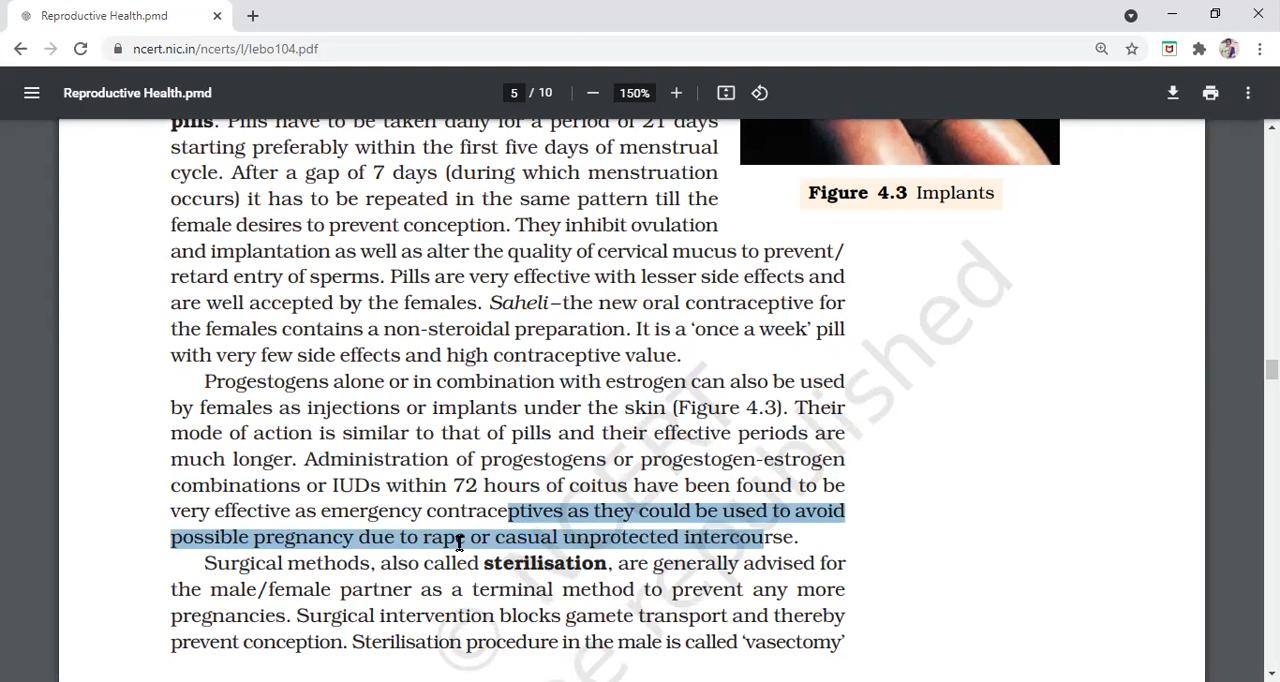 Reproductive Health.pmd
ncert.nic.in/ncerts/l/lebo104.pdf
Reproductive Health.pmd
5 / 10
150%
pills. Pills have to be taken daily for a period of 21 days
starting preferably within the first five days of menstrual
cycle. After a gap of 7 days (during which menstruation
occurs) it has to be repeated in the same pattern till the
female desires to prevent conception. They inhibit ovulation
and implantation as well as alter the quality of cervical mucus to prevent/
retard entry of sperms. Pills are very effective with lesser side effects and
are well accepted by the females. Saheli–the new oral contraceptive for
the females contains a non-steroidal preparation. It is a ‘once a week’ pill
with very few side effects and high contraceptive value.
Figure 4.3 Implants
Progestogens alone or in combination with estrogen can also be used
by females as injections or implants under the skin (Figure 4.3). Their
mode of action is similar to that of pills and their effective periods are
much longer. Administration of progestogens or progestogen-estrogen
combinations or IUDs within 72 hours of coitus have been found to be
very effective as emergency contraceptives as they could be used to avoid
possible pregnancy due to rape or casual unprotected intercourse.
Surgical methods, also called sterilisation, are generally advised for
the male/female partner as a terminal method to prevent any more
pregnancies. Surgical intervention blocks gamete transport and thereby
prevent conception. Sterilisation procedure in the male is called ‘vasectomy’
© NCERT
published